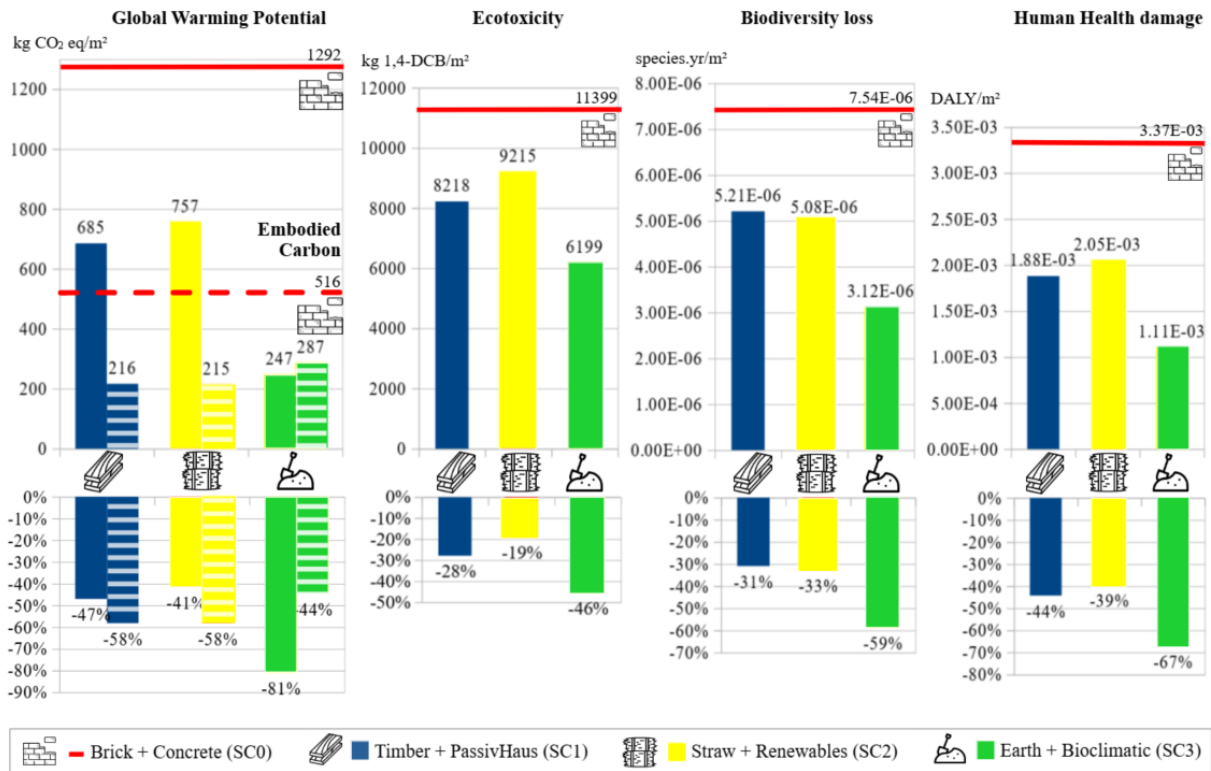 Global Warming Potential
kg CO₂ eq/m²
1292
1200
1000
800
600
400
200
0
685
216
757
215
247
287
Embodied
Carbon
516
0%
-10%
-20%
-30%
-40%
-50%
-60%
-70%
-80%
-90%
-47%
-58%
-41%
-58%
-81%
-44%
Ecotoxicity
kg 1,4-DCB/m²
12000
10000
8000
6000
4000
2000
0
11399
8218
9215
6199
0%
-10%
-20%
-30%
-40%
-50%
-28%
-19%
-46%
Biodiversity loss
species.yr/m²
8.00E-06
7.00E-06
6.00E-06
5.00E-06
4.00E-06
3.00E-06
2.00E-06
1.00E-06
0.00E+00
7.54E-06
5.21E-06
5.08E-06
3.12E-06
0%
-10%
-20%
-30%
-40%
-50%
-60%
-70%
-31%
-33%
-59%
Human Health damage
DALY/m²
3.50E-03
3.00E-03
2.50E-03
2.00E-03
1.50E-03
1.00E-03
5.00E-04
0.00E+00
3.37E-03
1.88E-03
2.05E-03
1.11E-03
0%
-10%
-20%
-30%
-40%
-50%
-60%
-70%
-80%
-44%
-39%
-67%
Brick + Concrete (SC0)
Timber + PassivHaus (SC1)
Straw + Renewables (SC2)
Earth + Bioclimatic (SC3)